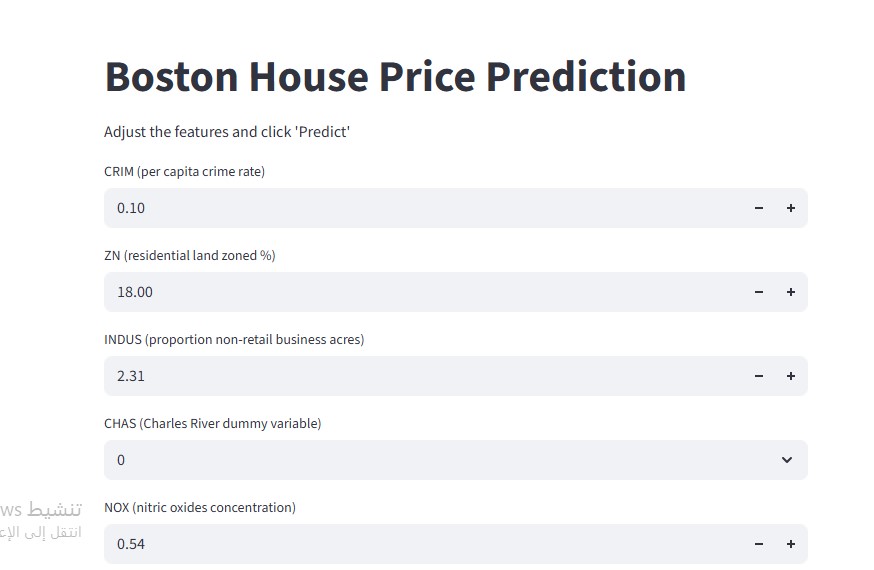 Boston House Price Prediction
Adjust the features and click 'Predict'
CRIM (per capita crime rate)
0.10
ZN (residential land zoned %)
18.00
INDUS (proportion non-retail business acres)
2.31
CHAS (Charles River dummy variable)
0
NOX (nitric oxides concentration)
تنشيط ws
انتقل إلى الإع
0.54